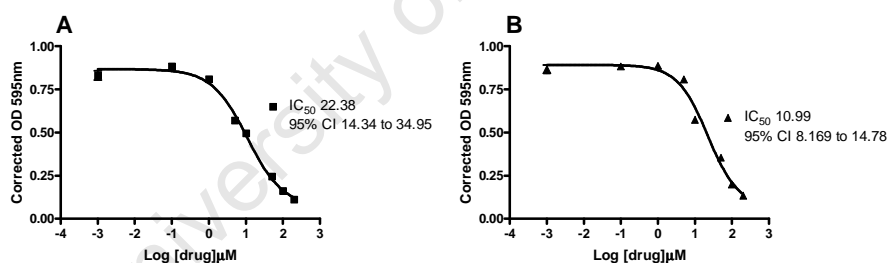 A
1.00
0.75
0.50
0.25
0.00
Corrected OD 595nm
-4 -3 -2 -1 0 1 2 3
Log [drug]μM
IC50 22.38
95% CI 14.34 to 34.95
B
1.00
0.75
0.50
0.25
0.00
Corrected OD 595nm
-4 -3 -2 -1 0 1 2 3
Log [drug]μM
IC50 10.99
95% CI 8.169 to 14.78
niversity o